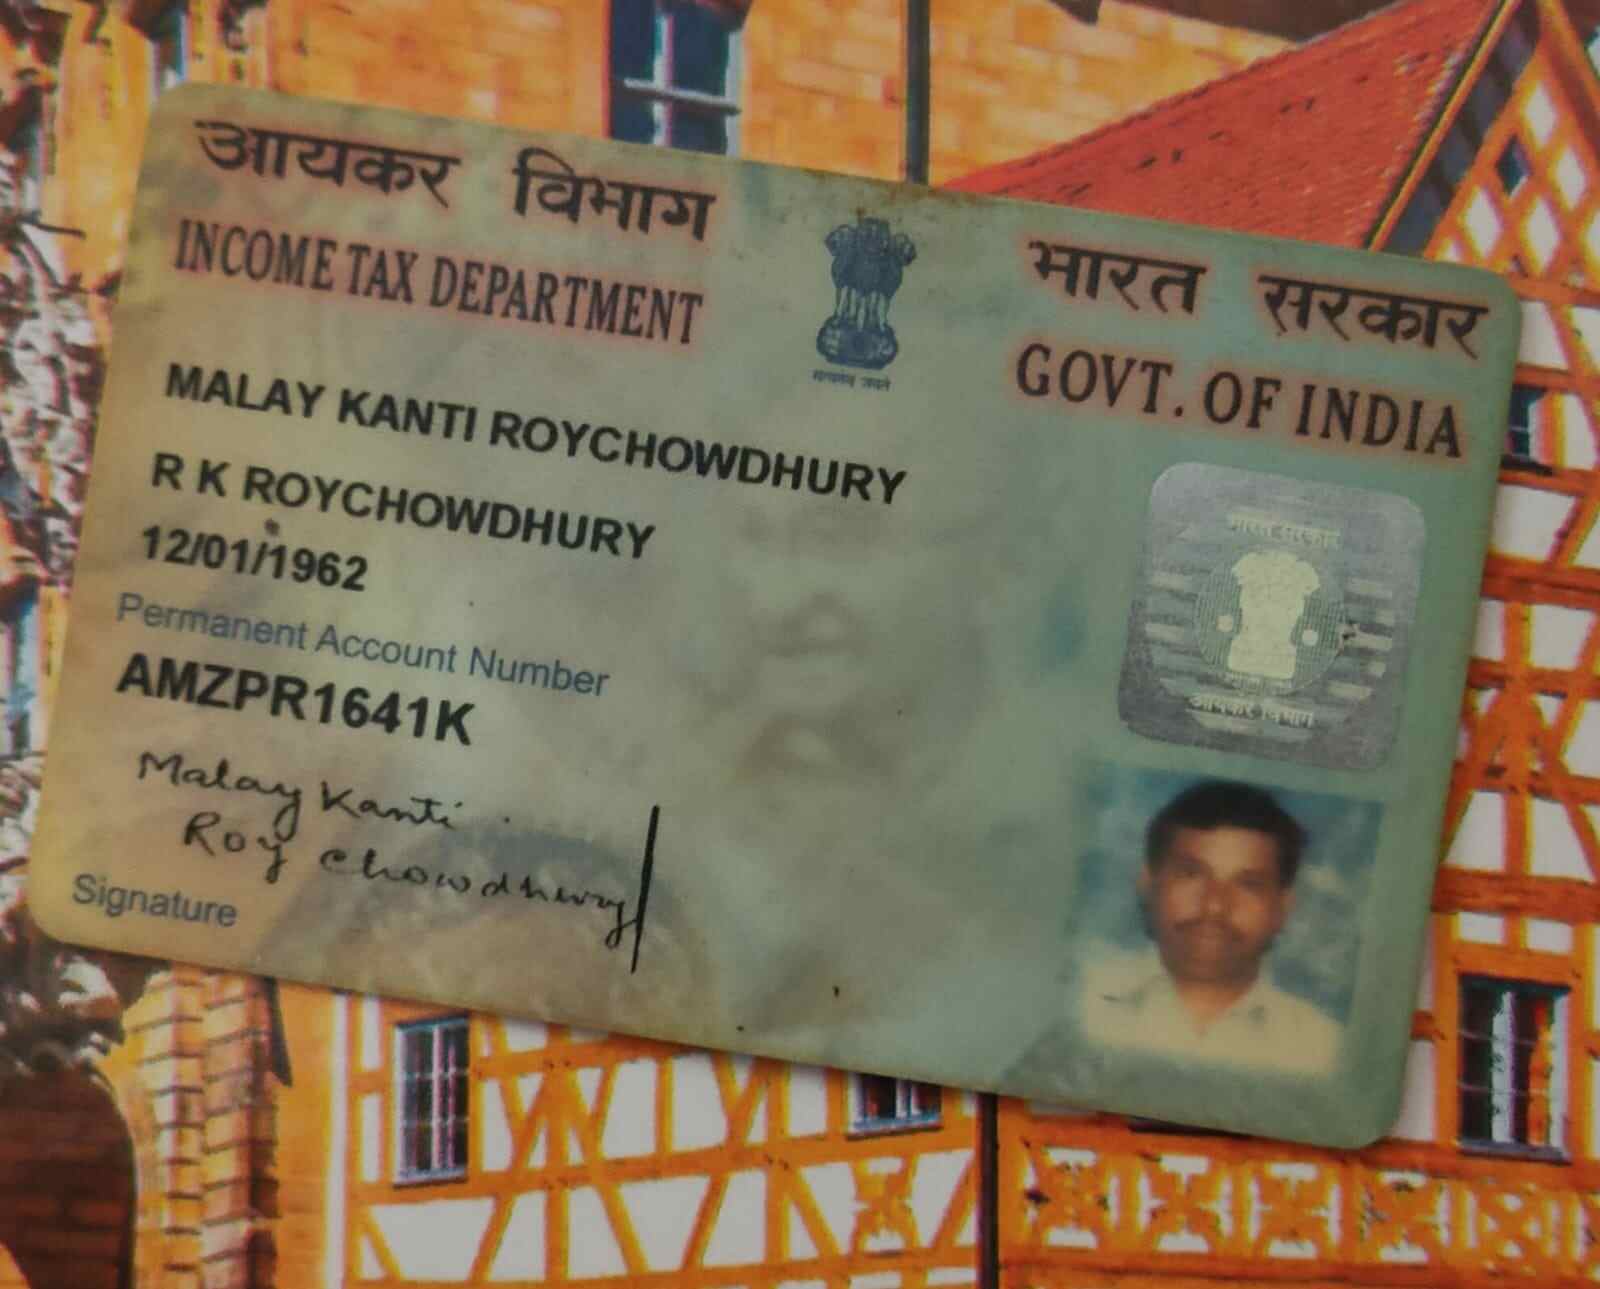 आयकर विभाग
INCOME TAX DEPARTMENT
सत्यमेव जयते
भारत सरकार
GOVT. OF INDIA
MALAY KANTI ROYCHOWDHURY
R K ROYCHOWDHURY
12/01/1962
Permanent Account Number
AMZPR1641K
Malay Kanti
Roy Chowdhury
Signature
भारत सरकार
आयकर विभाग